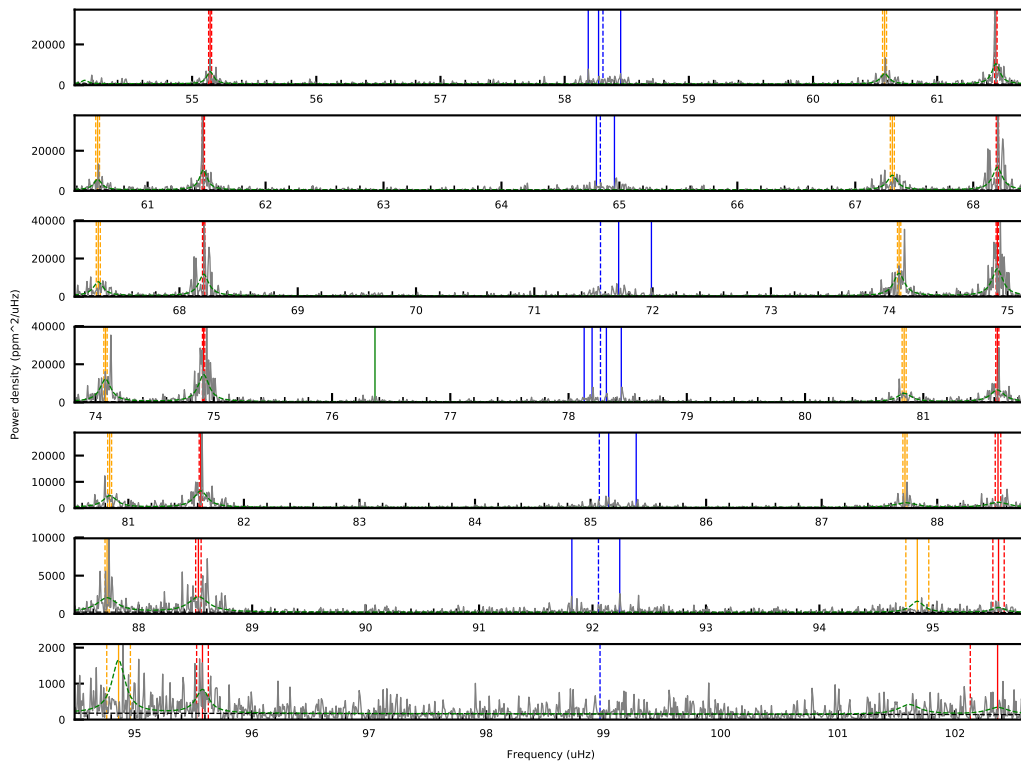 20000
0
55 56 57 58 59 60 61
20000
0
61 62 63 64 65 66 67 68
40000
20000
0
68 69 70 71 72 73 74 75
Power density (ppm^2/uHz)
40000
20000
0
74 75 76 77 78 79 80 81
20000
10000
0
81 82 83 84 85 86 87 88
10000
5000
0
88 89 90 91 92 93 94 95
2000
1000
0
95 96 97 98 99 100 101 102
Frequency (uHz)